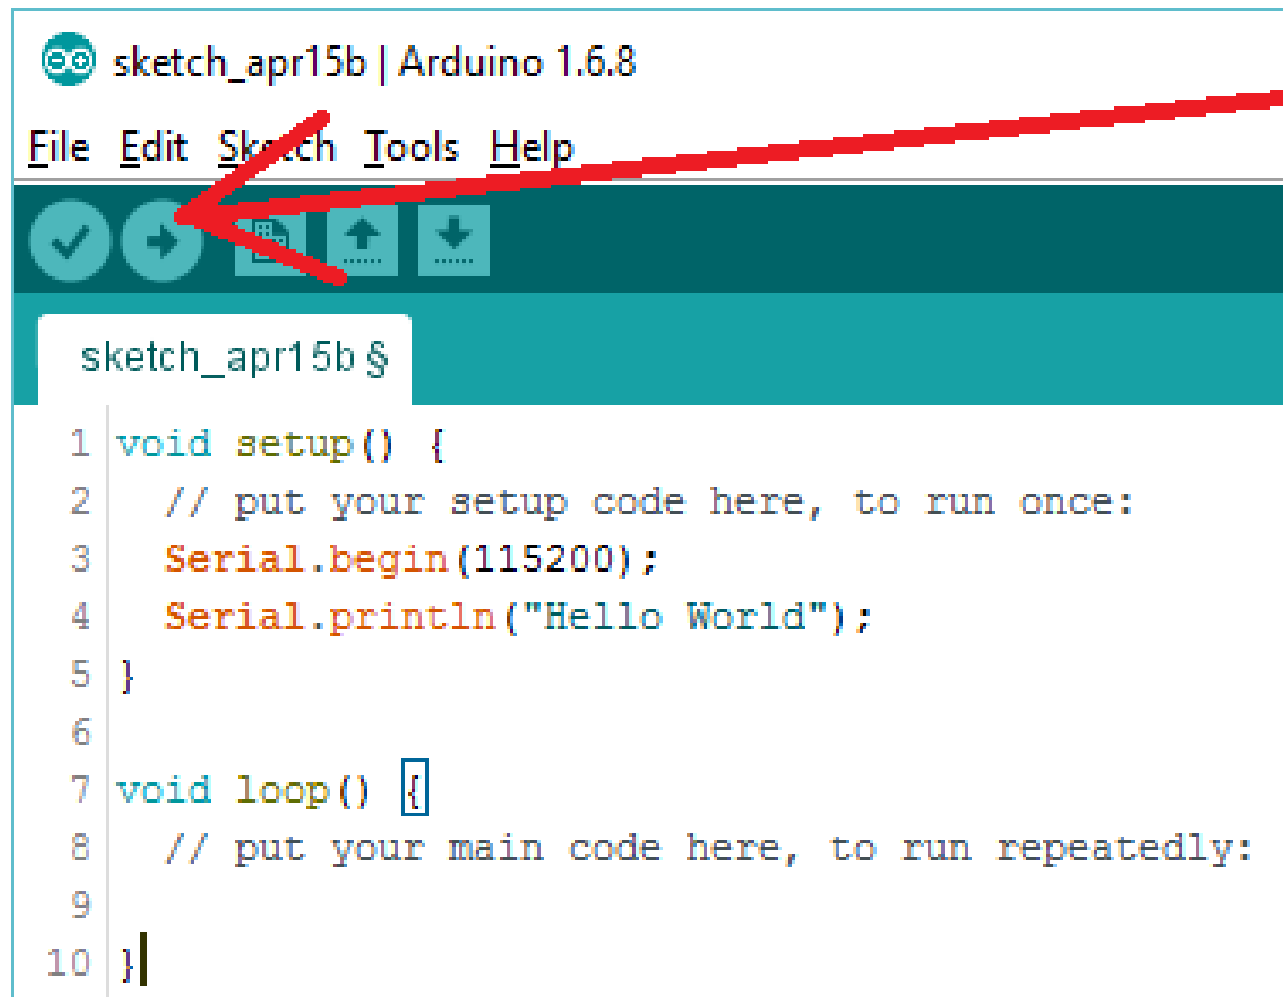 sketch_apr15b | Arduino 1.6.8
File Edit Sketch Tools Help
sketch_apr15b §
1 void setup() {
2   // put your setup code here, to run once:
3   Serial.begin(115200);
4   Serial.println("Hello World");
5 }
6
7 void loop() {
8   // put your main code here, to run repeatedly:
9
10 }